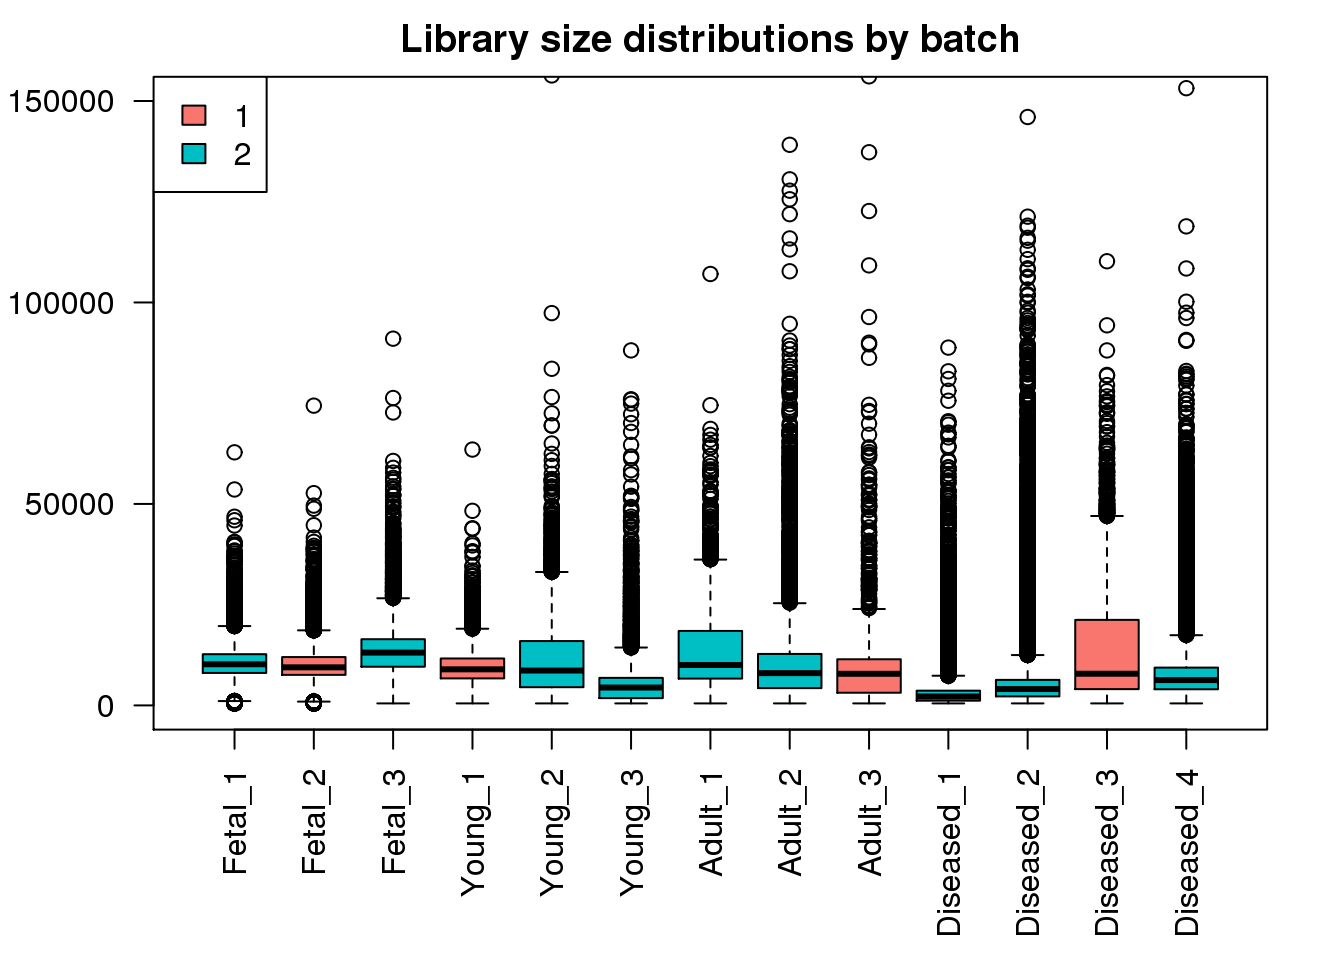 Library size distributions by batch
1
2
150000
100000
50000
0
Fetal_1
Fetal_2
Fetal_3
Young_1
Young_2
Young_3
Adult_1
Adult_2
Adult_3
Diseased_1
Diseased_2
Diseased_3
Diseased_4